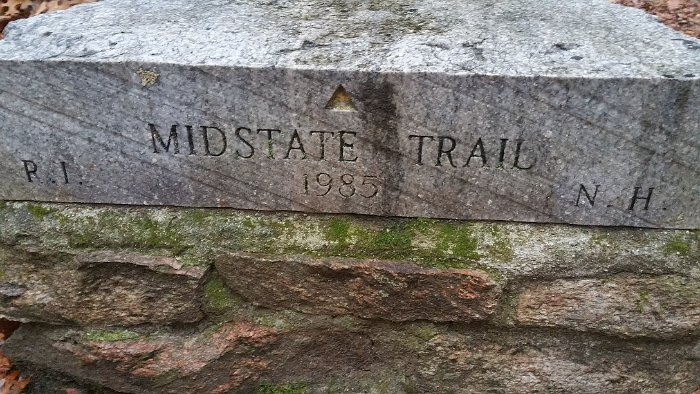 MIDSTATE TRAIL
R.I. 1985 N.H.